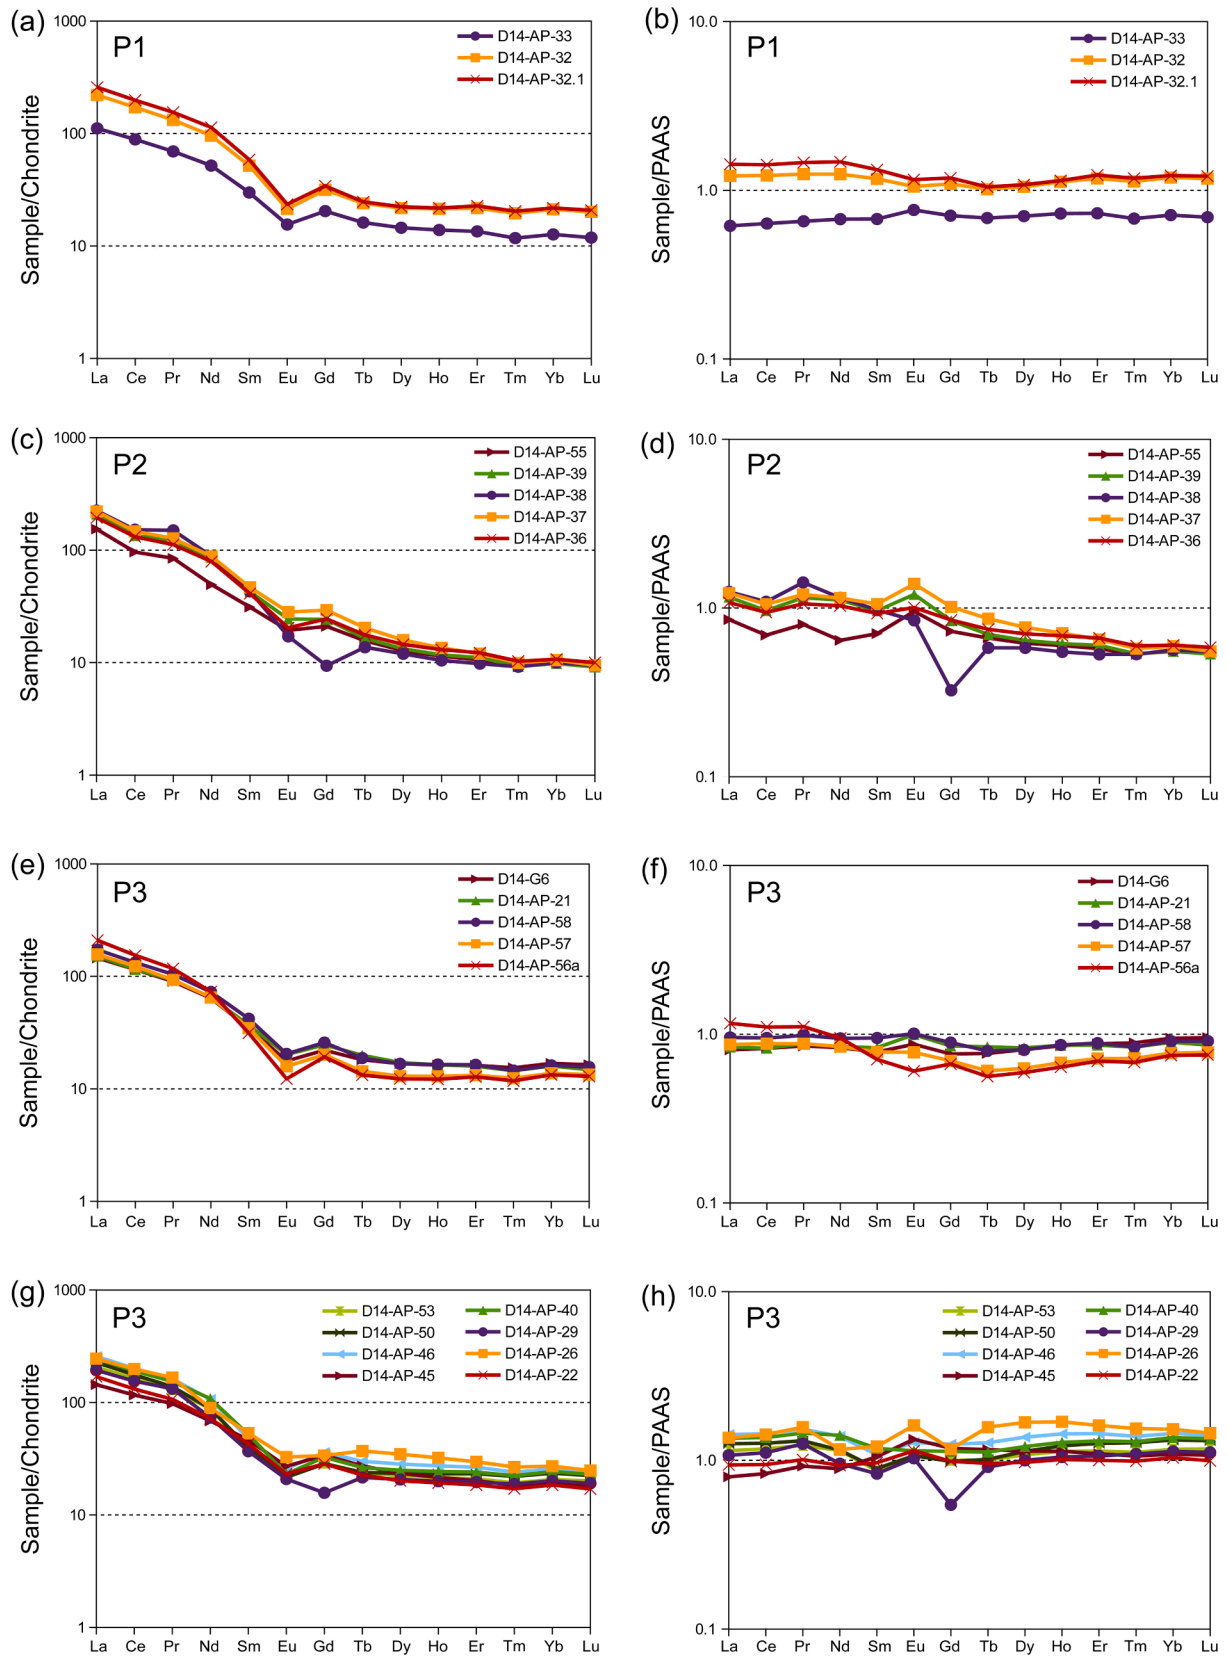 (a)
P1
Sample/Chondrite
1000
100
10
1
D14-AP-33
D14-AP-32
D14-AP-32.1
La Ce Pr Nd Sm Eu Gd Tb Dy Ho Er Tm Yb Lu
(b)
P1
Sample/PAAS
10.0
1.0
0.1
D14-AP-33
D14-AP-32
D14-AP-32.1
La Ce Pr Nd Sm Eu Gd Tb Dy Ho Er Tm Yb Lu
(c)
P2
Sample/Chondrite
1000
100
10
1
D14-AP-55
D14-AP-39
D14-AP-38
D14-AP-37
D14-AP-36
La Ce Pr Nd Sm Eu Gd Tb Dy Ho Er Tm Yb Lu
(d)
P2
Sample/PAAS
10.0
1.0
0.1
D14-AP-55
D14-AP-39
D14-AP-38
D14-AP-37
D14-AP-36
La Ce Pr Nd Sm Eu Gd Tb Dy Ho Er Tm Yb Lu
(e)
P3
Sample/Chondrite
1000
100
10
1
D14-G6
D14-AP-21
D14-AP-58
D14-AP-57
D14-AP-56a
La Ce Pr Nd Sm Eu Gd Tb Dy Ho Er Tm Yb Lu
(f)
P3
Sample/PAAS
10.0
1.0
0.1
D14-G6
D14-AP-21
D14-AP-58
D14-AP-57
D14-AP-56a
La Ce Pr Nd Sm Eu Gd Tb Dy Ho Er Tm Yb Lu
(g)
P3
Sample/Chondrite
1000
100
10
1
D14-AP-53 D14-AP-40
D14-AP-50 D14-AP-29
D14-AP-46 D14-AP-26
D14-AP-45 D14-AP-22
La Ce Pr Nd Sm Eu Gd Tb Dy Ho Er Tm Yb Lu
(h)
P3
Sample/PAAS
10.0
1.0
0.1
D14-AP-53 D14-AP-40
D14-AP-50 D14-AP-29
D14-AP-46 D14-AP-26
D14-AP-45 D14-AP-22
La Ce Pr Nd Sm Eu Gd Tb Dy Ho Er Tm Yb Lu